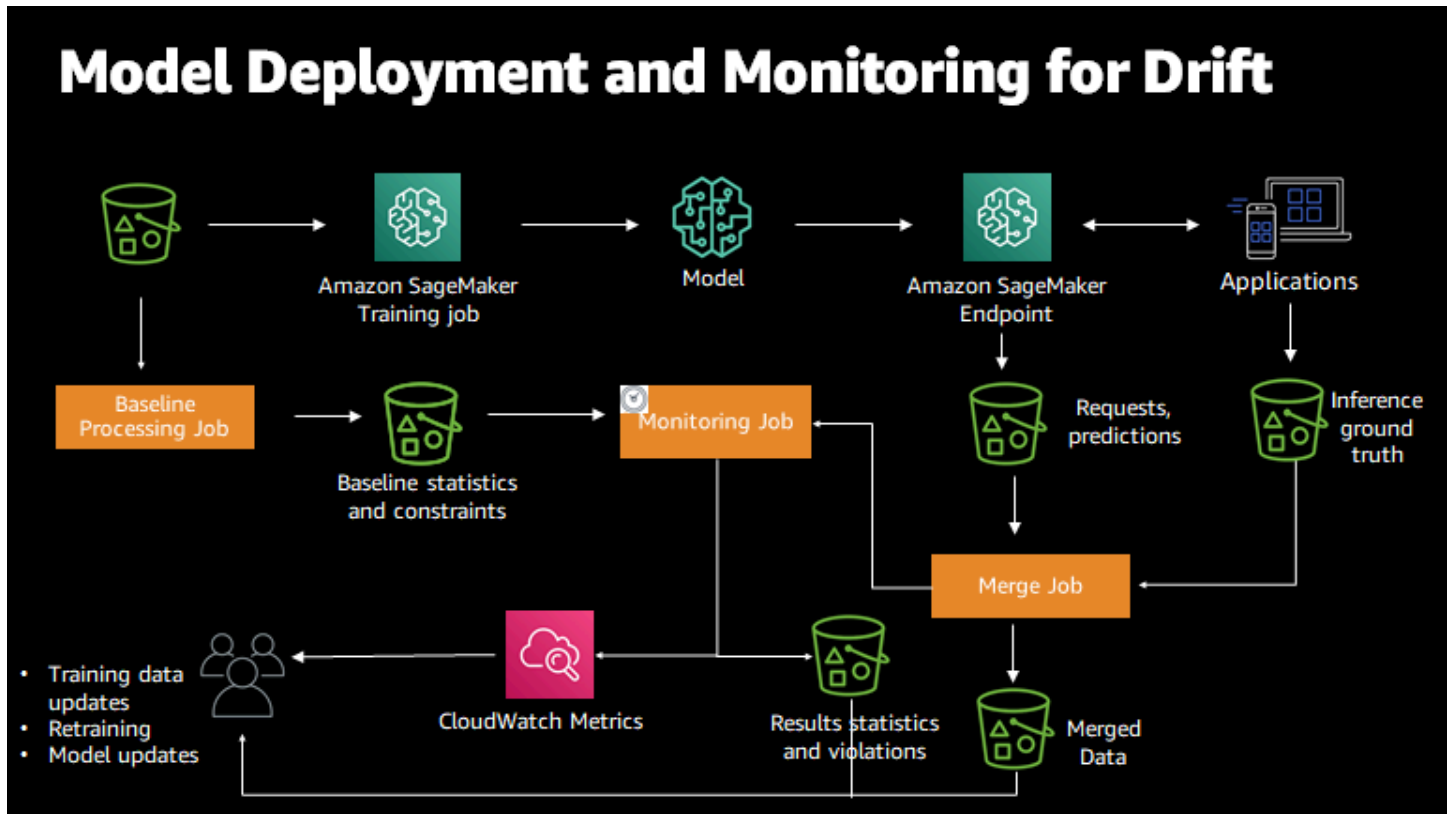 Model Deployment and Monitoring for Drift
Amazon SageMaker
Training job
Model
Amazon SageMaker
Endpoint
Applications
Baseline
Processing Job
Baseline statistics
and constraints
Monitoring Job
Requests,
predictions
Inference
ground
truth
Merge Job
• Training data
updates
• Retraining
• Model updates
CloudWatch Metrics
Results statistics
and violations
Merged
Data